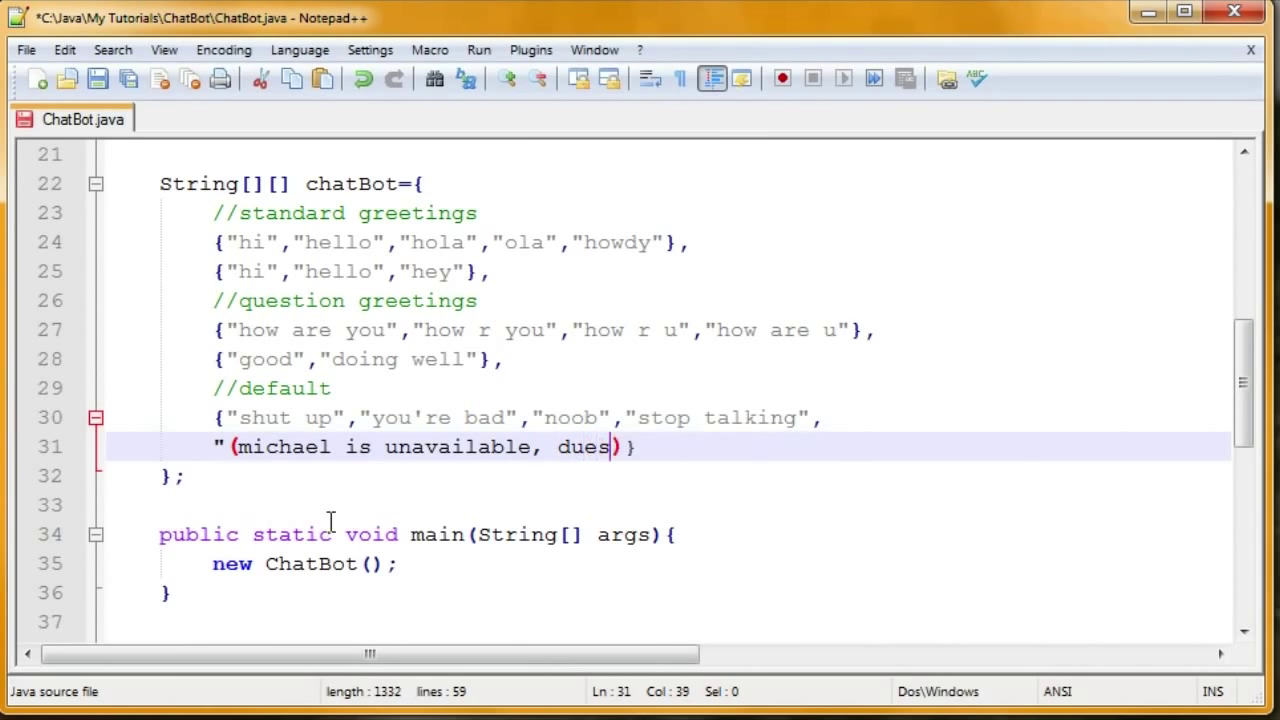 *C:\Java\My Tutorials\ChatBot\ChatBot.java - Notepad++
File Edit Search View Encoding Language Settings Macro Run Plugins Window ? X
ABC
ChatBot.java
21
22 String[][] chatBot={
23 //standard greetings
24 {"hi","hello","hola","ola","howdy"},
25 {"hi","hello","hey"},
26 //question greetings
27 {"how are you","how r you","how r u","how are u"},
28 {"good","doing well"},
29 //default
30 {"shut up","you're bad","noob","stop talking",
31 "(michael is unavailable, dues)}
32 };
33
34 public static void main(String[] args){
35 new ChatBot();
36 }
37
Java source file length : 1332 lines : 59 Ln : 31 Col : 39 Sel : 0 Dos\Windows ANSI INS